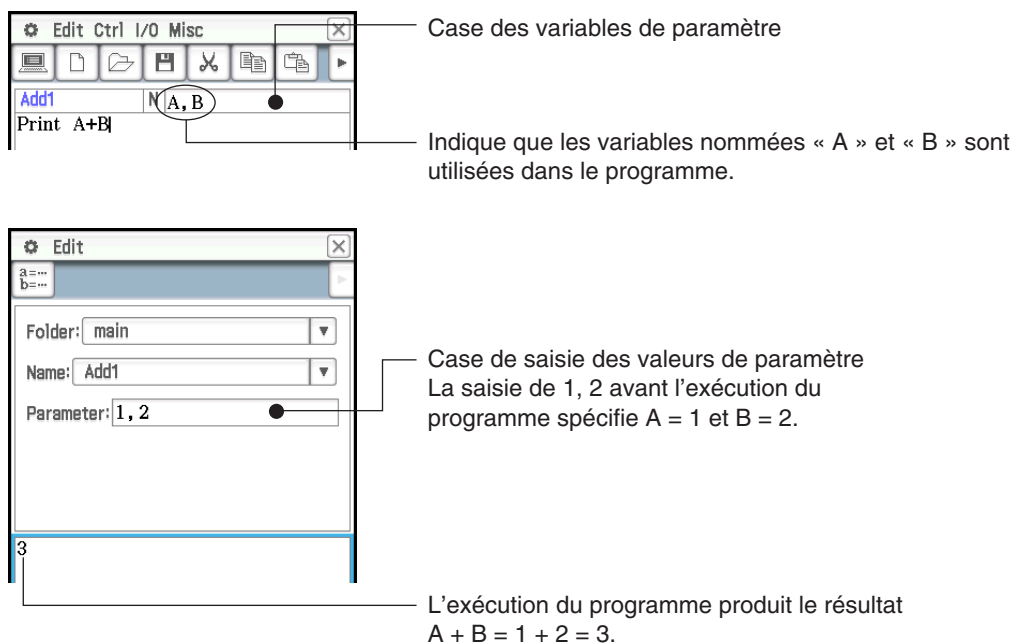 Edit Ctrl I/O Misc
Case des variables de paramètre
Add1 N A,B
Print A+B
Indique que les variables nommées « A » et « B » sont
utilisées dans le programme.
Edit
a=…
b=…
Folder: main
Name: Add1
Case de saisie des valeurs de paramètre
La saisie de 1, 2 avant l’exécution du
programme spécifie A = 1 et B = 2.
Parameter: 1,2
3
L’exécution du programme produit le résultat
A + B = 1 + 2 = 3.